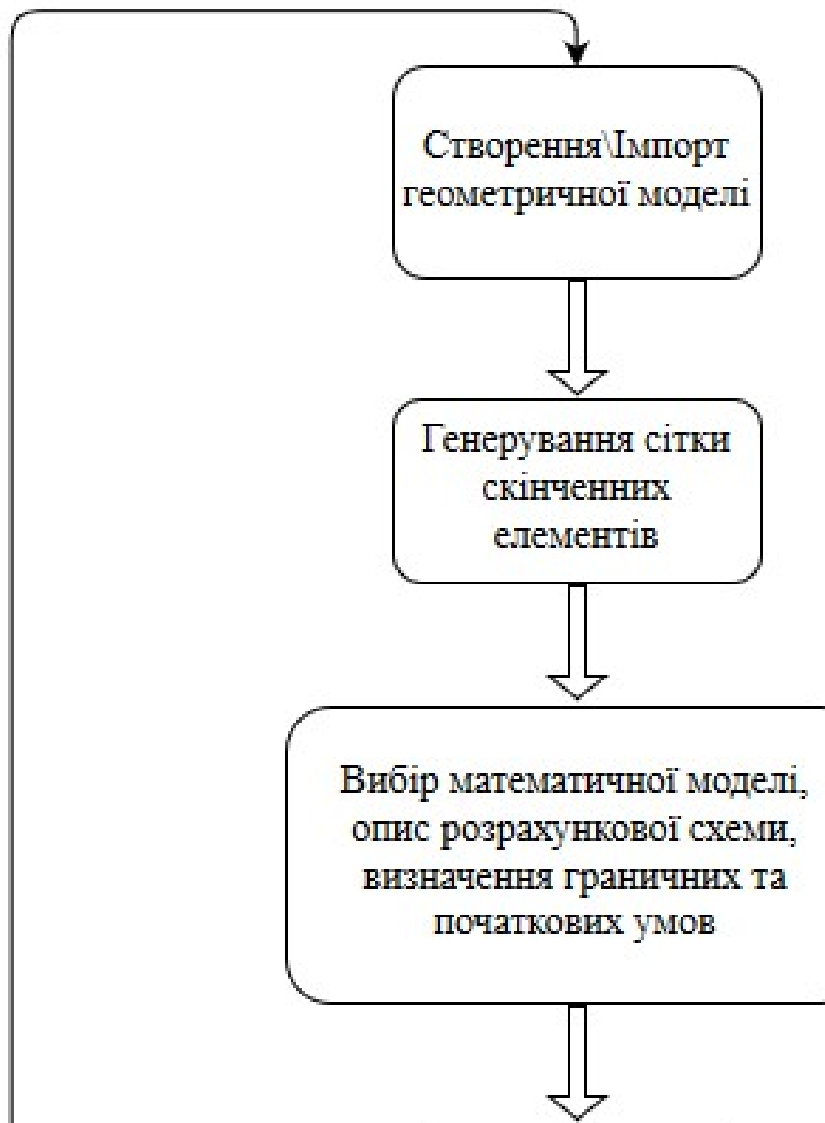 Створення\Імпорт
геометричної моделі
Генерування сітки
скінченних
елементів
Вибір математичної моделі,
опис розрахункової схеми,
визначення граничних та
початкових умов